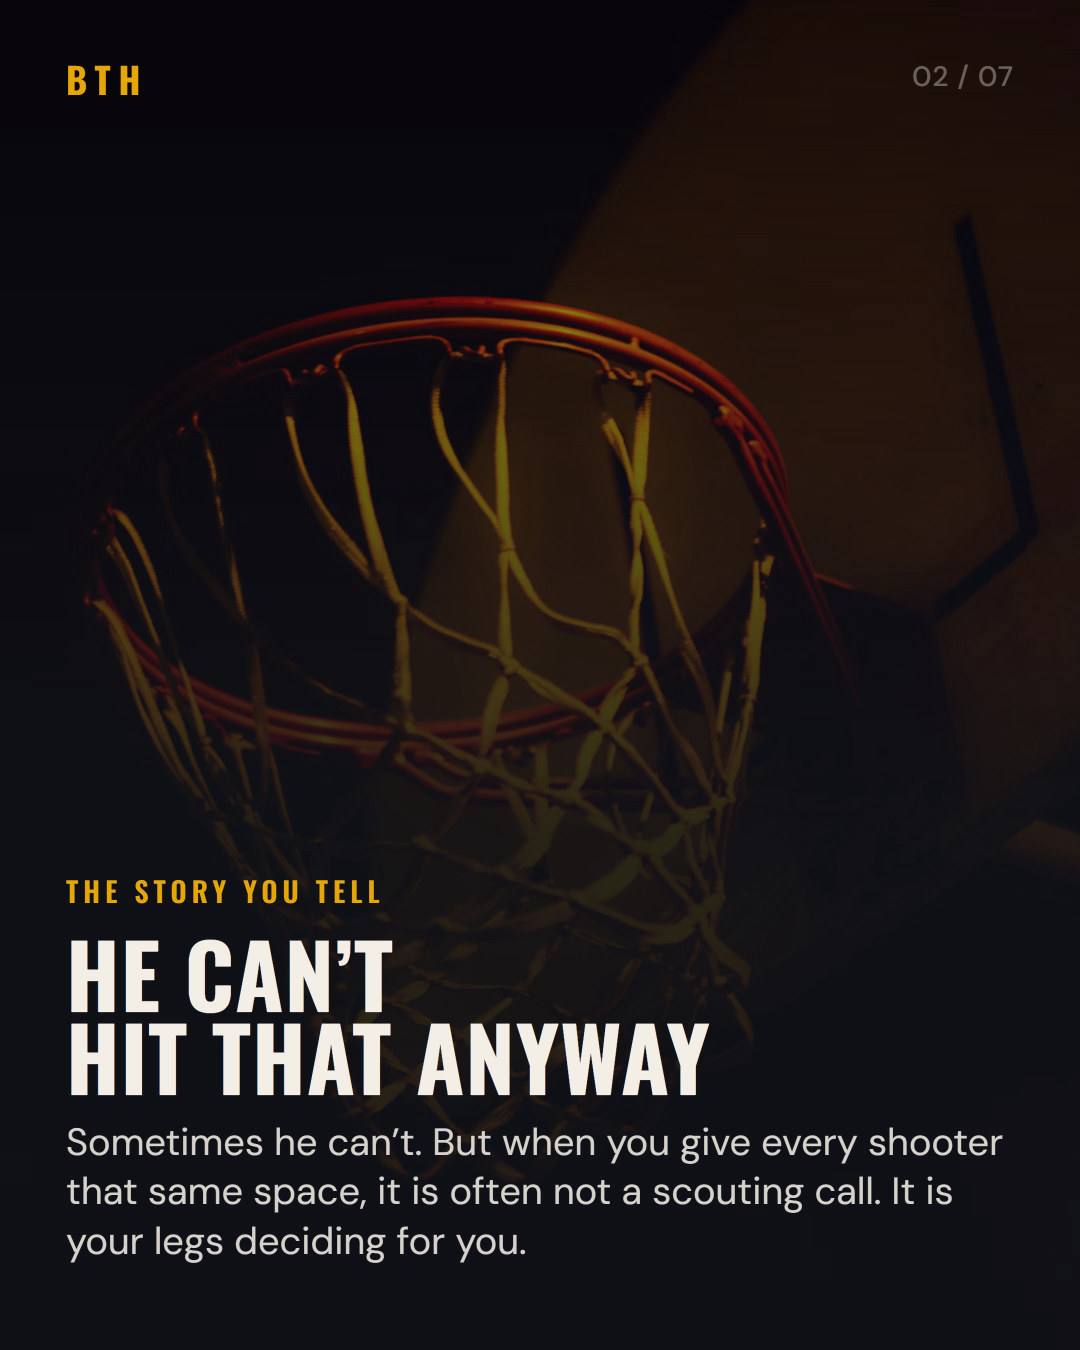 BTH
02 / 07
THE STORY YOU TELL
HE CAN’T
HIT THAT ANYWAY
Sometimes he can’t. But when you give every shooter
that same space, it is often not a scouting call. It is
your legs deciding for you.